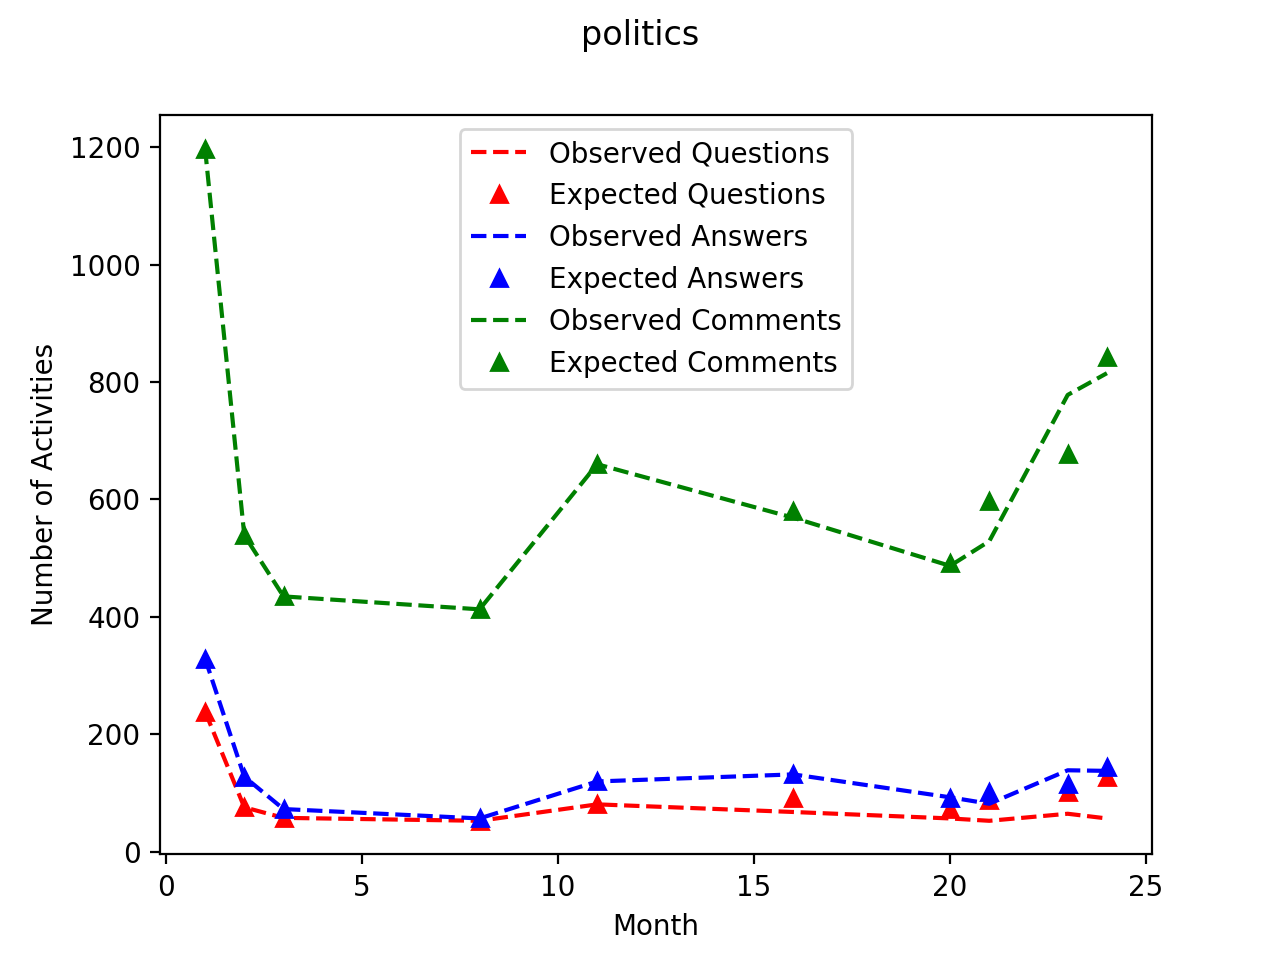 politics
1200
1000
800
600
400
200
0
Number of Activities
Observed Questions
Expected Questions
Observed Answers
Expected Answers
Observed Comments
Expected Comments
0 5 10 15 20 25
Month